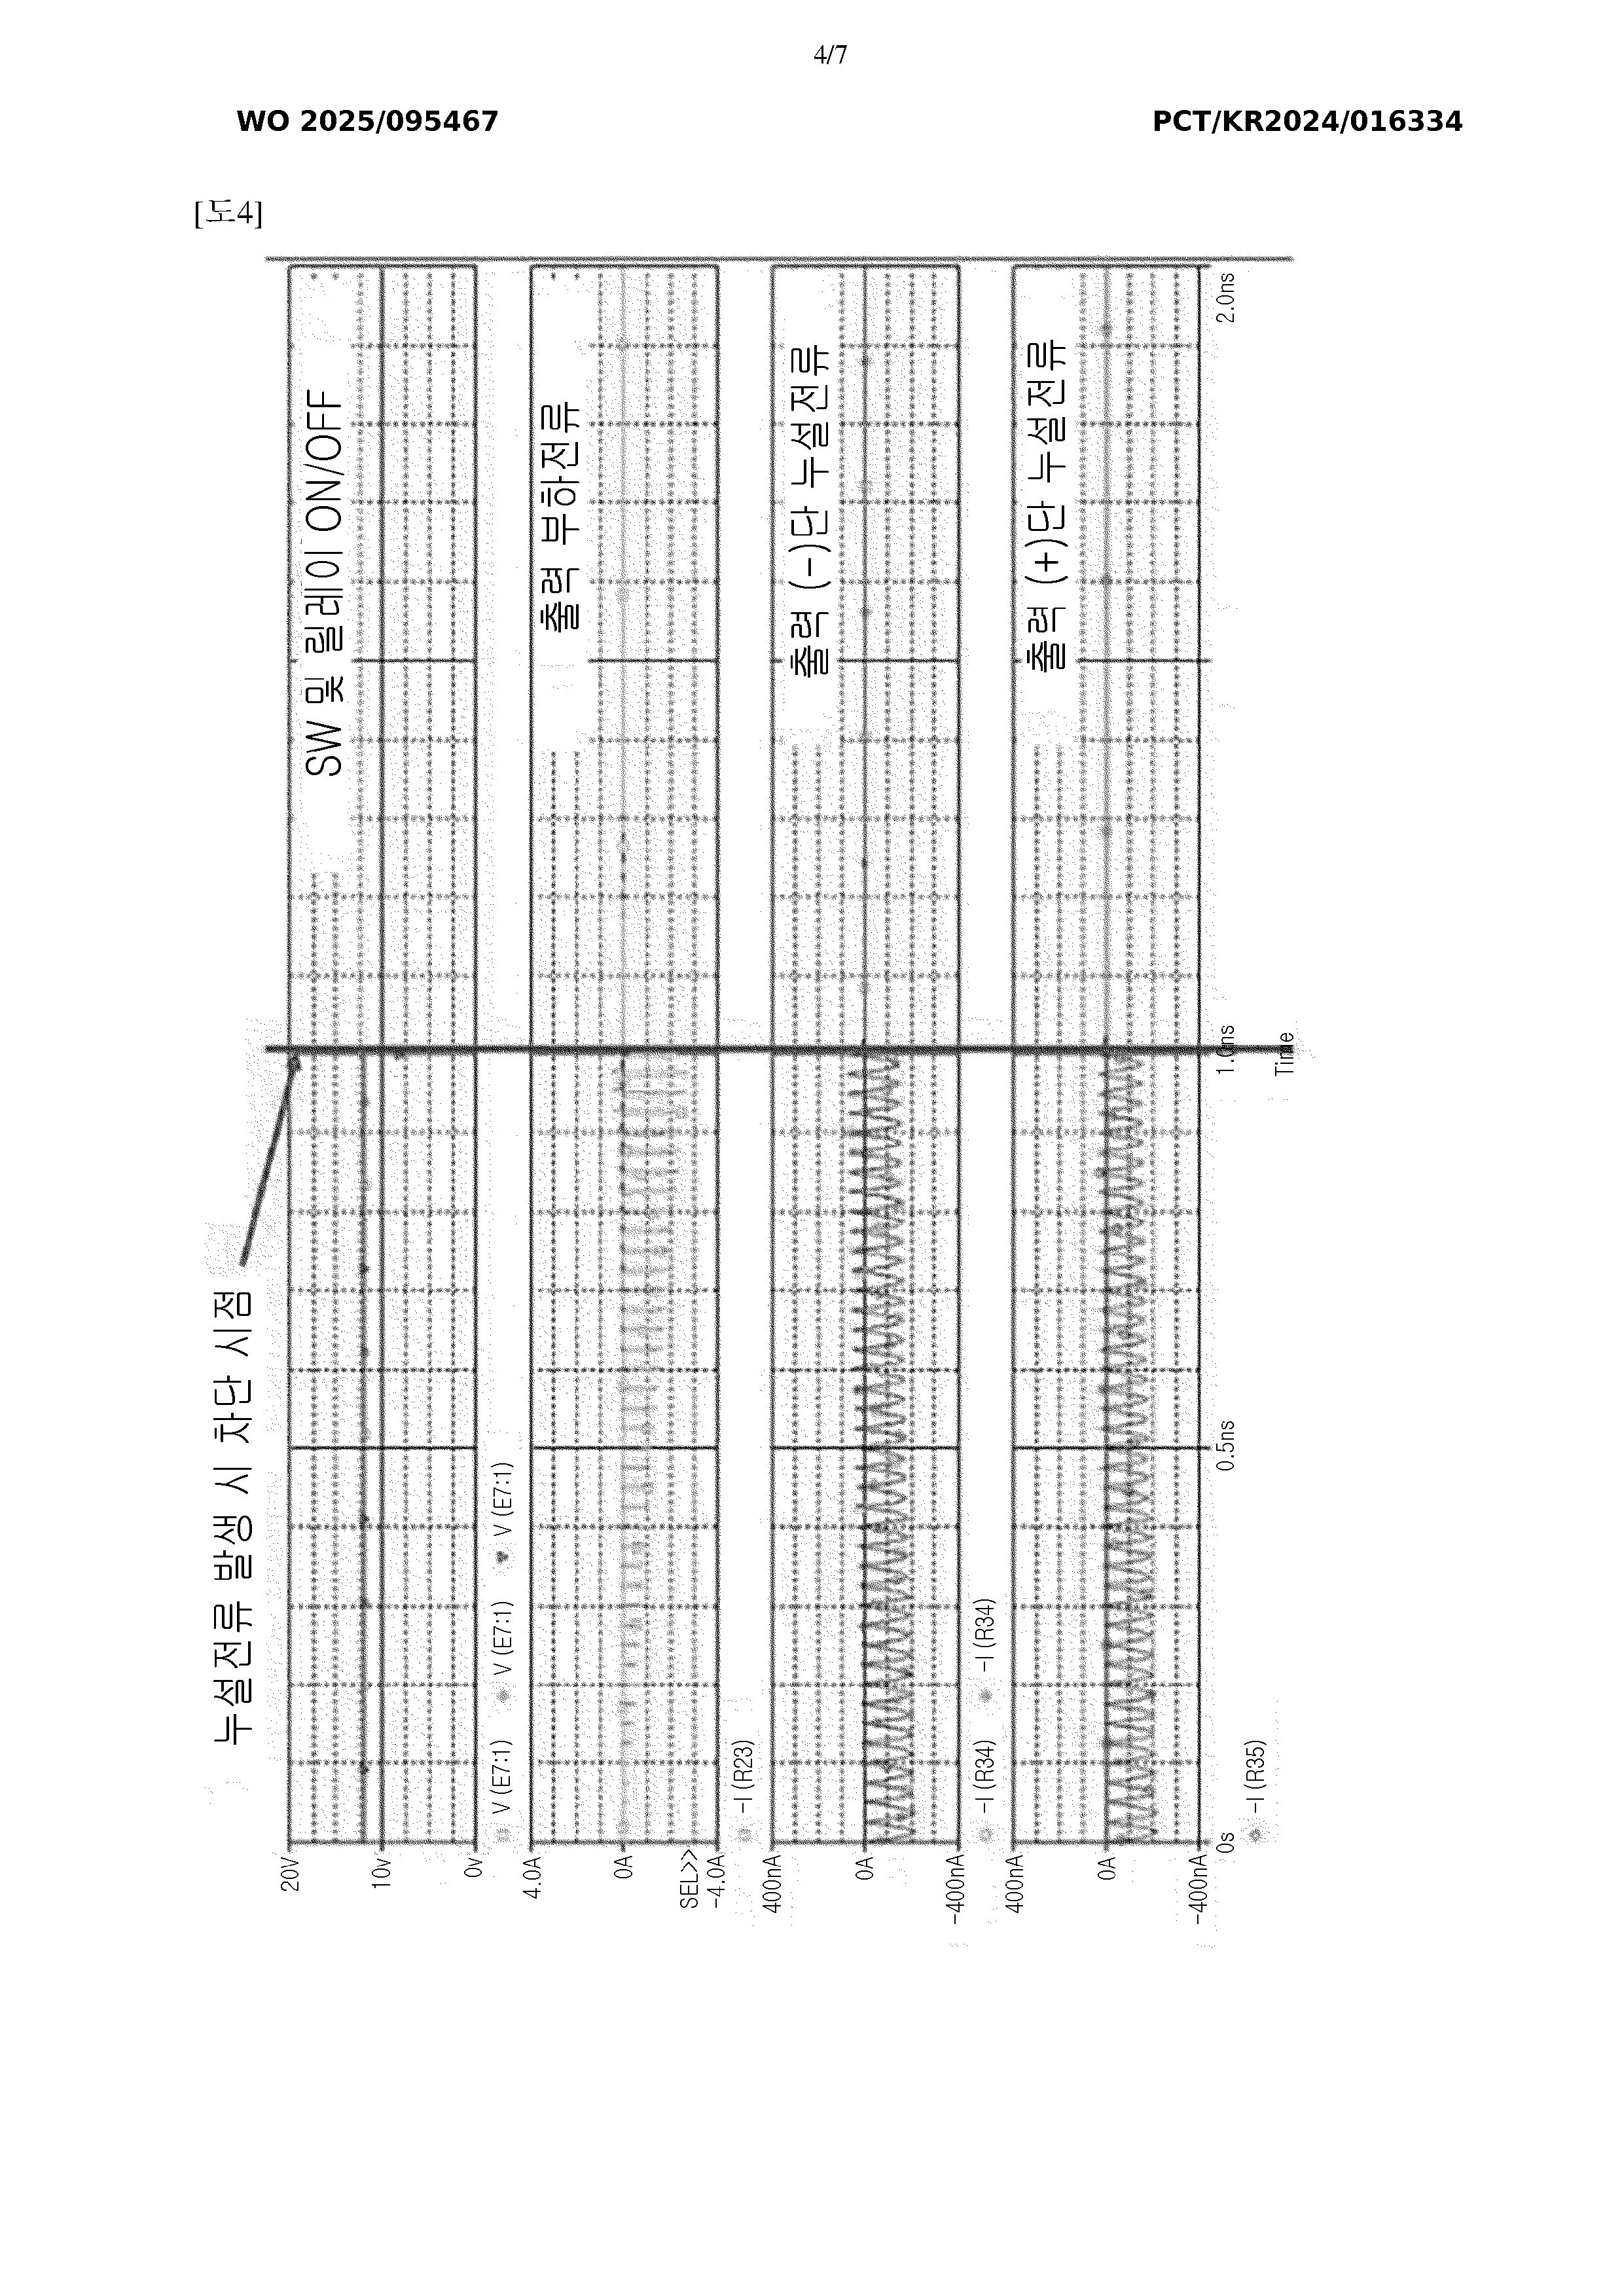 4/7
WO 2025/095467
PCT/KR2024/016334
[도4]
누설전류 발생 시 차단 시점
20V
10v
0v
SW 및 릴레이 ON/OFF
V (E7:1) V (E7:1) V (E7:1)
4.0A
0A
SEL>>
-4.0A
출력 부하전류
-I (R23)
400nA
0A
-400nA
출력 (-)단 누설전류
-I (R34) -I (R34)
400nA
0A
-400nA
출력 (+)단 누설전류
0s 0.5ns 1.0ns 2.0ns
-I (R35)
Time